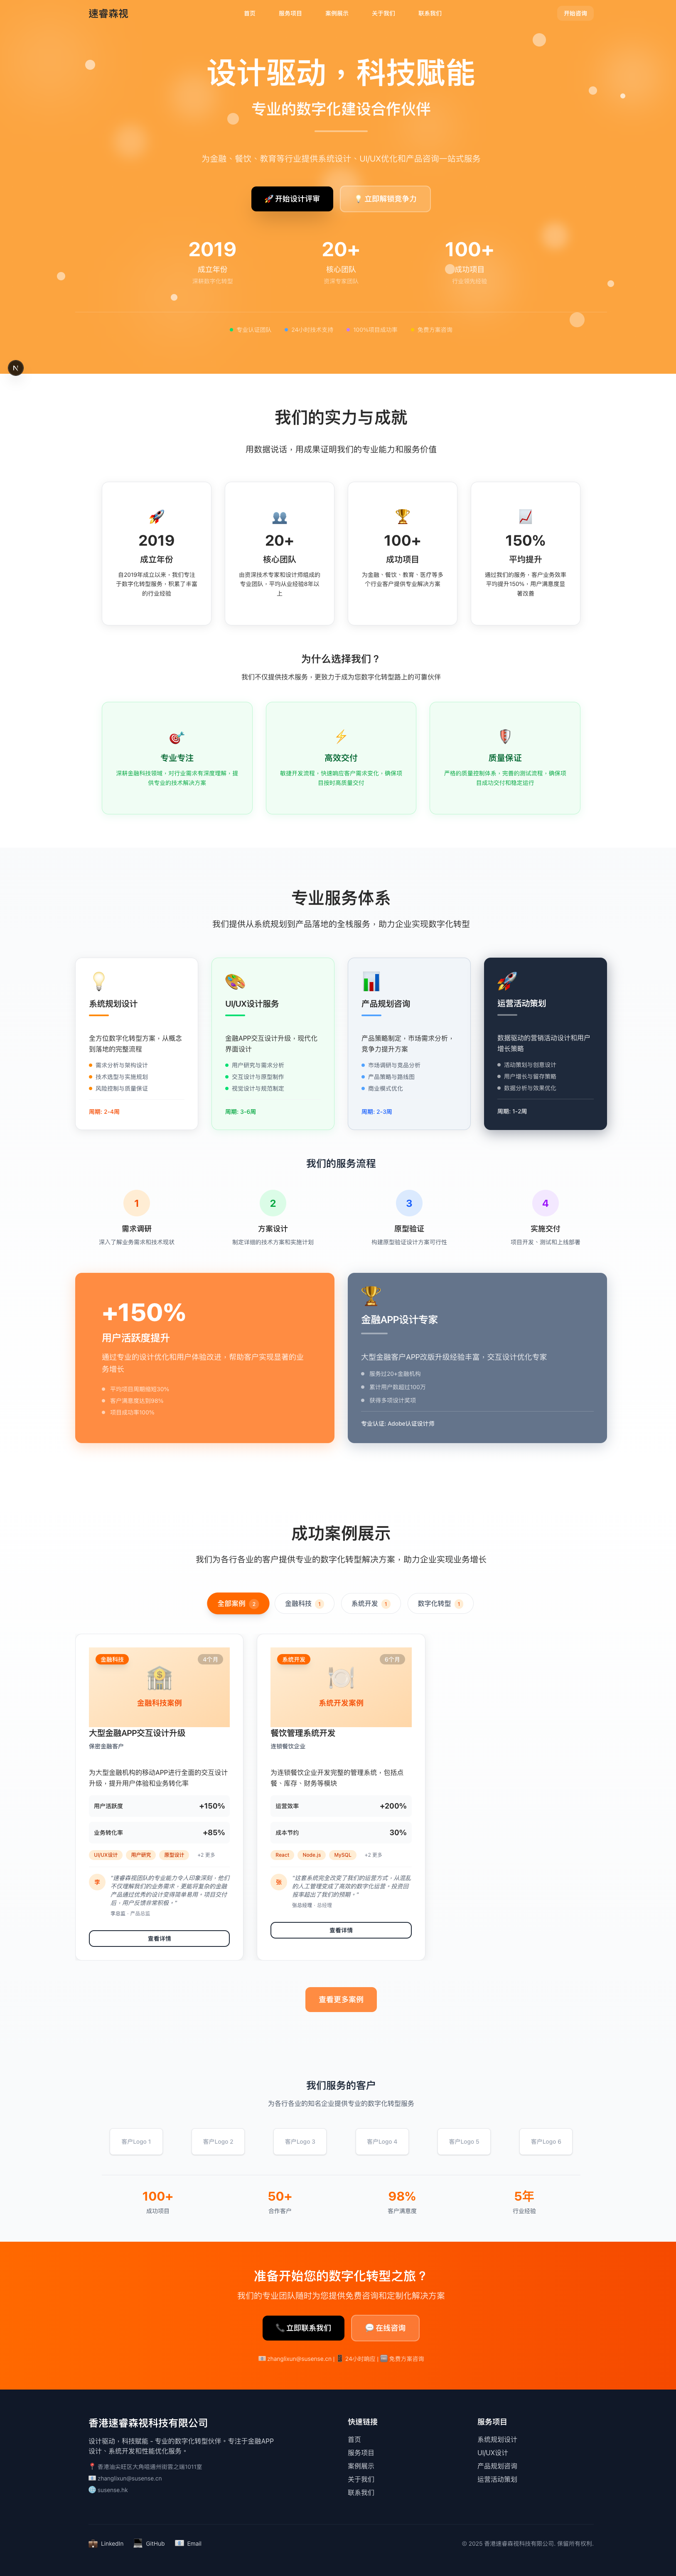 速睿森视
首页
服务项目
案例展示
关于我们
联系我们
开始咨询
设计驱动，科技赋能
专业的数字化建设合作伙伴
为金融、餐饮、教育等行业提供系统设计、UI/UX优化和产品咨询一站式服务
🚀 开始设计评审
💡 立即解锁竞争力
2019
成立年份
深耕数字化转型
20+
核心团队
资深专家团队
100+
成功项目
行业领先经验
专业认证团队
24小时技术支持
100%项目成功率
免费方案咨询
N
我们的实力与成就
用数据说话，用成果证明我们的专业能力和服务价值
2019
成立年份
自2019年成立以来，我们专注
于数字化转型服务，积累了丰富
的行业经验
20+
核心团队
由资深技术专家和设计师组成的
专业团队，平均从业经验8年以
上
100+
成功项目
为金融、餐饮、教育、医疗等多
个行业客户提供专业解决方案
150%
平均提升
通过我们的服务，客户业务效率
平均提升150%，用户满意度显
著改善
为什么选择我们？
我们不仅提供技术服务，更致力于成为您数字化转型路上的可靠伙伴
专业专注
深耕金融科技领域，对行业需求有深度理解，提
供专业的技术解决方案
高效交付
敏捷开发流程，快速响应客户需求变化，确保项
目按时高质量交付
质量保证
严格的质量控制体系，完善的测试流程，确保项
目成功交付和稳定运行
专业服务体系
我们提供从系统规划到产品落地的全栈服务，助力企业实现数字化转型
系统规划设计
全方位数字化转型方案，从概念
到落地的完整流程
需求分析与架构设计
技术选型与实施规划
风险控制与质量保证
周期: 2-4周
UI/UX设计服务
金融APP交互设计升级，现代化
界面设计
用户研究与需求分析
交互设计与原型制作
视觉设计与规范制定
周期: 3-6周
产品规划咨询
产品策略制定，市场需求分析，
竞争力提升方案
市场调研与竞品分析
产品策略与路线图
商业模式优化
周期: 2-3周
运营活动策划
数据驱动的营销活动设计和用户
增长策略
活动策划与创意设计
用户增长与留存策略
数据分析与效果优化
周期: 1-2周
我们的服务流程
1
需求调研
深入了解业务需求和技术现状
2
方案设计
制定详细的技术方案和实施计划
3
原型验证
构建原型验证设计方案可行性
4
实施交付
项目开发、测试和上线部署
+150%
用户活跃度提升
通过专业的设计优化和用户体验改进，帮助客户实现显著的业
务增长
平均项目周期缩短30%
客户满意度达到98%
项目成功率100%
金融APP设计专家
大型金融客户APP改版升级经验丰富，交互设计优化专家
服务过20+金融机构
累计用户数超过100万
获得多项设计奖项
专业认证: Adobe认证设计师
成功案例展示
我们为各行各业的客户提供专业的数字化转型解决方案，助力企业实现业务增长
全部案例 2
金融科技 1
系统开发 1
数字化转型 1
金融科技
4个月
金融科技案例
大型金融APP交互设计升级
保密金融客户
为大型金融机构的移动APP进行全面的交互设计
升级，提升用户体验和业务转化率
用户活跃度
+150%
业务转化率
+85%
UI/UX设计
用户研究
原型设计
+2 更多
李
"速睿森视团队的专业能力令人印象深刻，他们
不仅理解我们的业务需求，更能将复杂的金融
产品通过优秀的设计变得简单易用。项目交付
后，用户反馈非常积极。"
李总监 · 产品总监
查看详情
系统开发
6个月
系统开发案例
餐饮管理系统开发
连锁餐饮企业
为连锁餐饮企业开发完整的管理系统，包括点
餐、库存、财务等模块
运营效率
+200%
成本节约
30%
React
Node.js
MySQL
+2 更多
张
"这套系统完全改变了我们的运营方式，从混乱
的人工管理变成了高效的数字化运营。投资回
报率超出了我们的预期。"
张总经理 · 总经理
查看详情
查看更多案例
我们服务的客户
为各行各业的知名企业提供专业的数字化转型服务
客户Logo 1
客户Logo 2
客户Logo 3
客户Logo 4
客户Logo 5
客户Logo 6
100+
成功项目
50+
合作客户
98%
客户满意度
5年
行业经验
准备开始您的数字化转型之旅？
我们的专业团队随时为您提供免费咨询和定制化解决方案
📞 立即联系我们
💬 在线咨询
📧 zhanglixun@susense.cn | 📱 24小时响应 | 🆓 免费方案咨询
香港速睿森视科技有限公司
设计驱动，科技赋能 - 专业的数字化转型伙伴。专注于金融APP
设计、系统开发和性能优化服务。
📍 香港油尖旺区大角咀通州街壹之端1011室
📧 zhanglixun@susense.cn
🌐 susense.hk
快速链接
首页
服务项目
案例展示
关于我们
联系我们
服务项目
系统规划设计
UI/UX设计
产品规划咨询
运营活动策划
LinkedIn
GitHub
Email
© 2025 香港速睿森视科技有限公司. 保留所有权利.